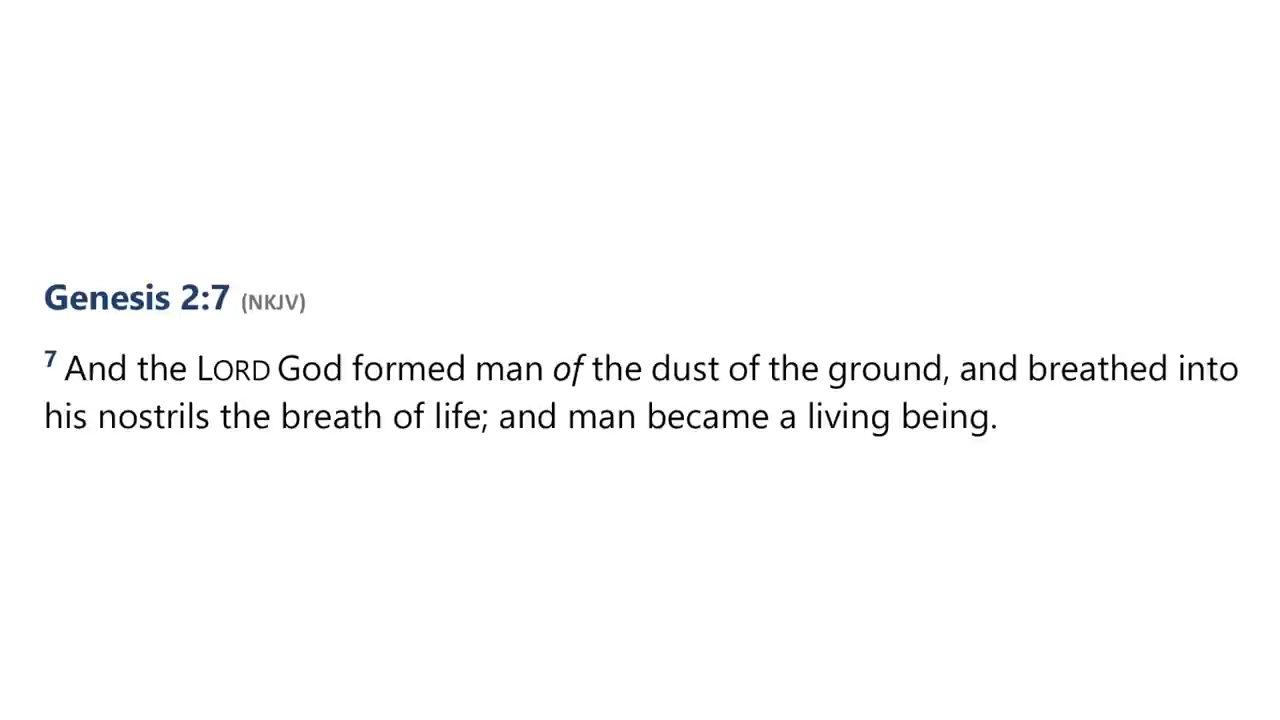 Genesis 2:7 (NKJV)
7 And the LORD God formed man of the dust of the ground, and breathed into
his nostrils the breath of life; and man became a living being.